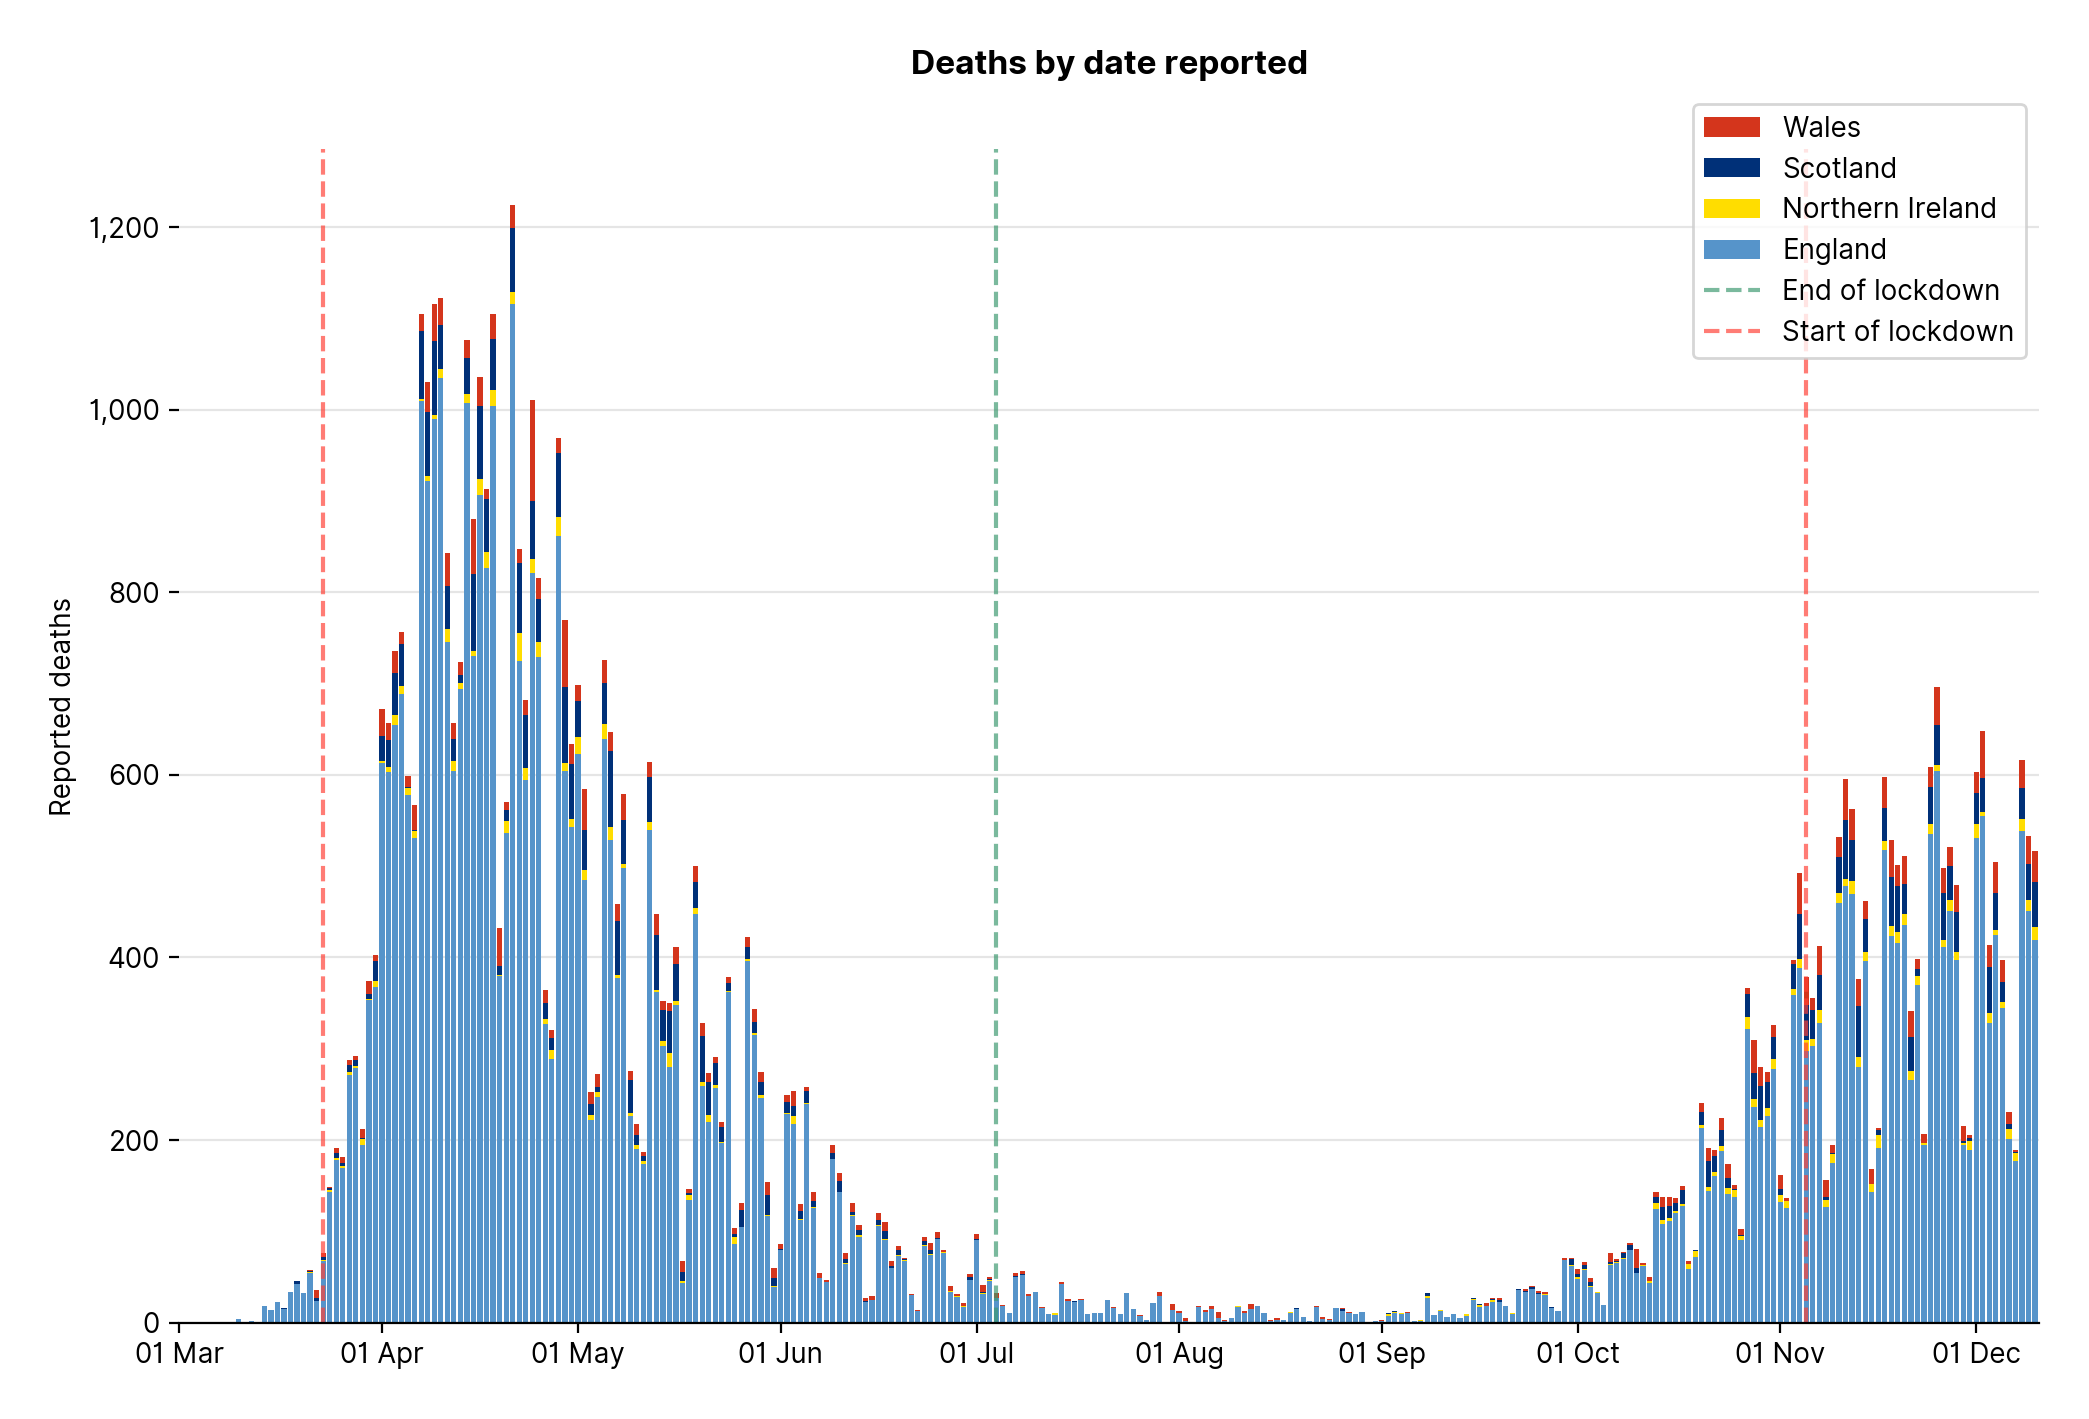 Deaths by date reported
Wales
Scotland
Northern Ireland
England
End of lockdown
Start of lockdown
Reported deaths
1,200
1,000
800
600
400
200
0
01 Mar 01 Apr 01 May 01 Jun 01 Jul 01 Aug 01 Sep 01 Oct 01 Nov 01 Dec